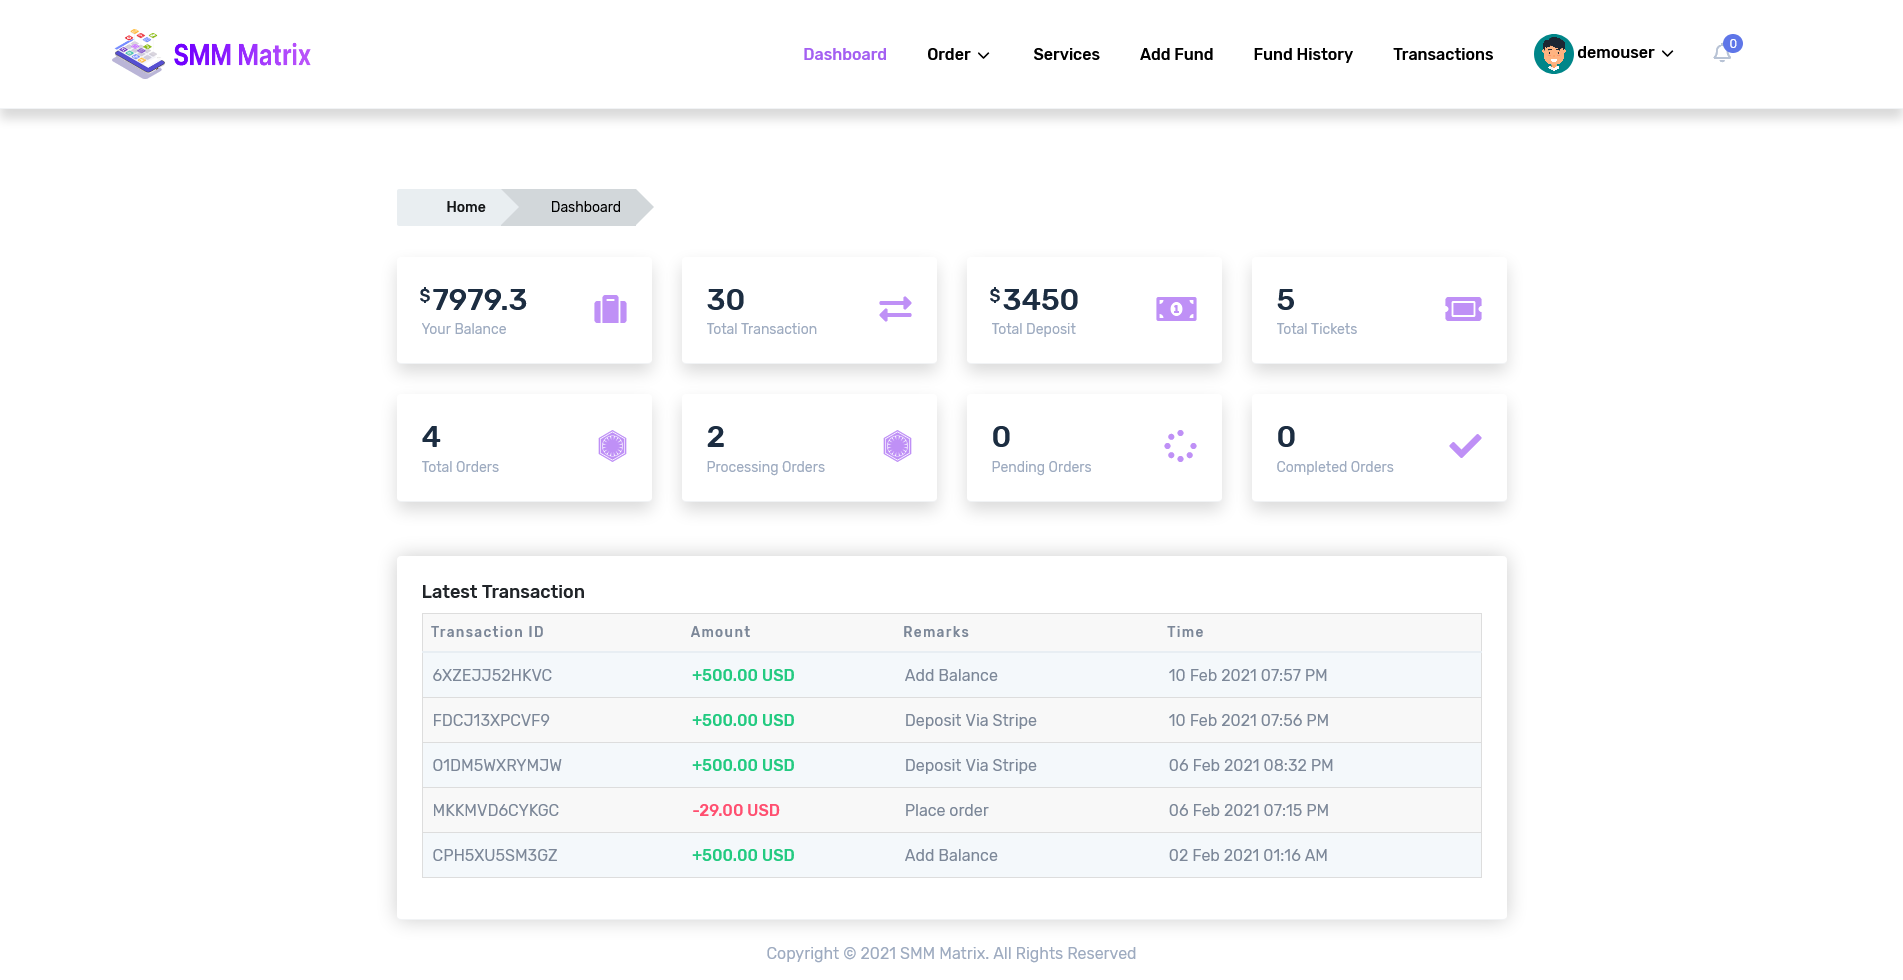 SMM Matrix
Dashboard Order Services Add Fund Fund History Transactions demouser 0
Home Dashboard
$7979.3 30 $3450 1 5
Your Balance Total Transaction Total Deposit Total Tickets
4 2 0 0
Total Orders Processing Orders Pending Orders Completed Orders
Latest Transaction
Transaction ID Amount Remarks Time
6XZEJJ52HKVC +500.00 USD Add Balance 10 Feb 2021 07:57 PM
FDCJ13XPCVF9 +500.00 USD Deposit Via Stripe 10 Feb 2021 07:56 PM
O1DM5WXRYMJW +500.00 USD Deposit Via Stripe 06 Feb 2021 08:32 PM
MKKMVD6CYKGC -29.00 USD Place order 06 Feb 2021 07:15 PM
CPH5XU5SM3GZ +500.00 USD Add Balance 02 Feb 2021 01:16 AM
Copyright © 2021 SMM Matrix. All Rights Reserved